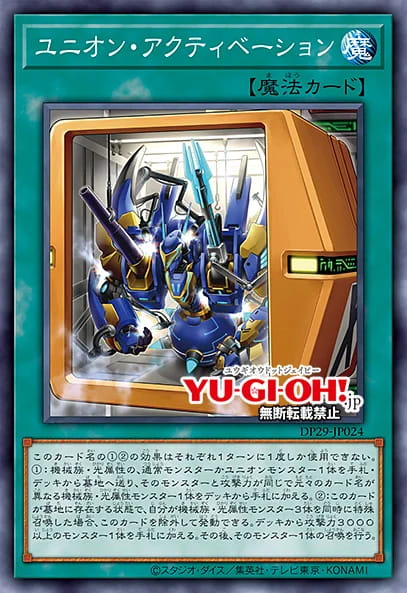 ユニオン・アクティベーション
魔
【魔法カード】
ユウギオウドットジェイピー
YU-GI-OH!.jp
無断転載禁止
DP29-JP024
このカード名の①②の効果はそれぞれ1ターンに1度しか使用できない。
①:機械族・光属性の、通常モンスターかユニオンモンスター1体を手札・
デッキから墓地へ送り、そのモンスターと攻撃力が同じで元々のカード名が
異なる機械族・光属性モンスター1体をデッキから手札に加える。②:このカード
が墓地に存在する状態で、自分が機械族・光属性モンスター3体を同時に特殊
召喚した場合、このカードを除外して発動できる。デッキから攻撃力3000
以上のモンスター1体を手札に加える。その後、そのモンスター1体の召喚を行う。
©スタジオ・ダイス/集英社・テレビ東京・KONAMI